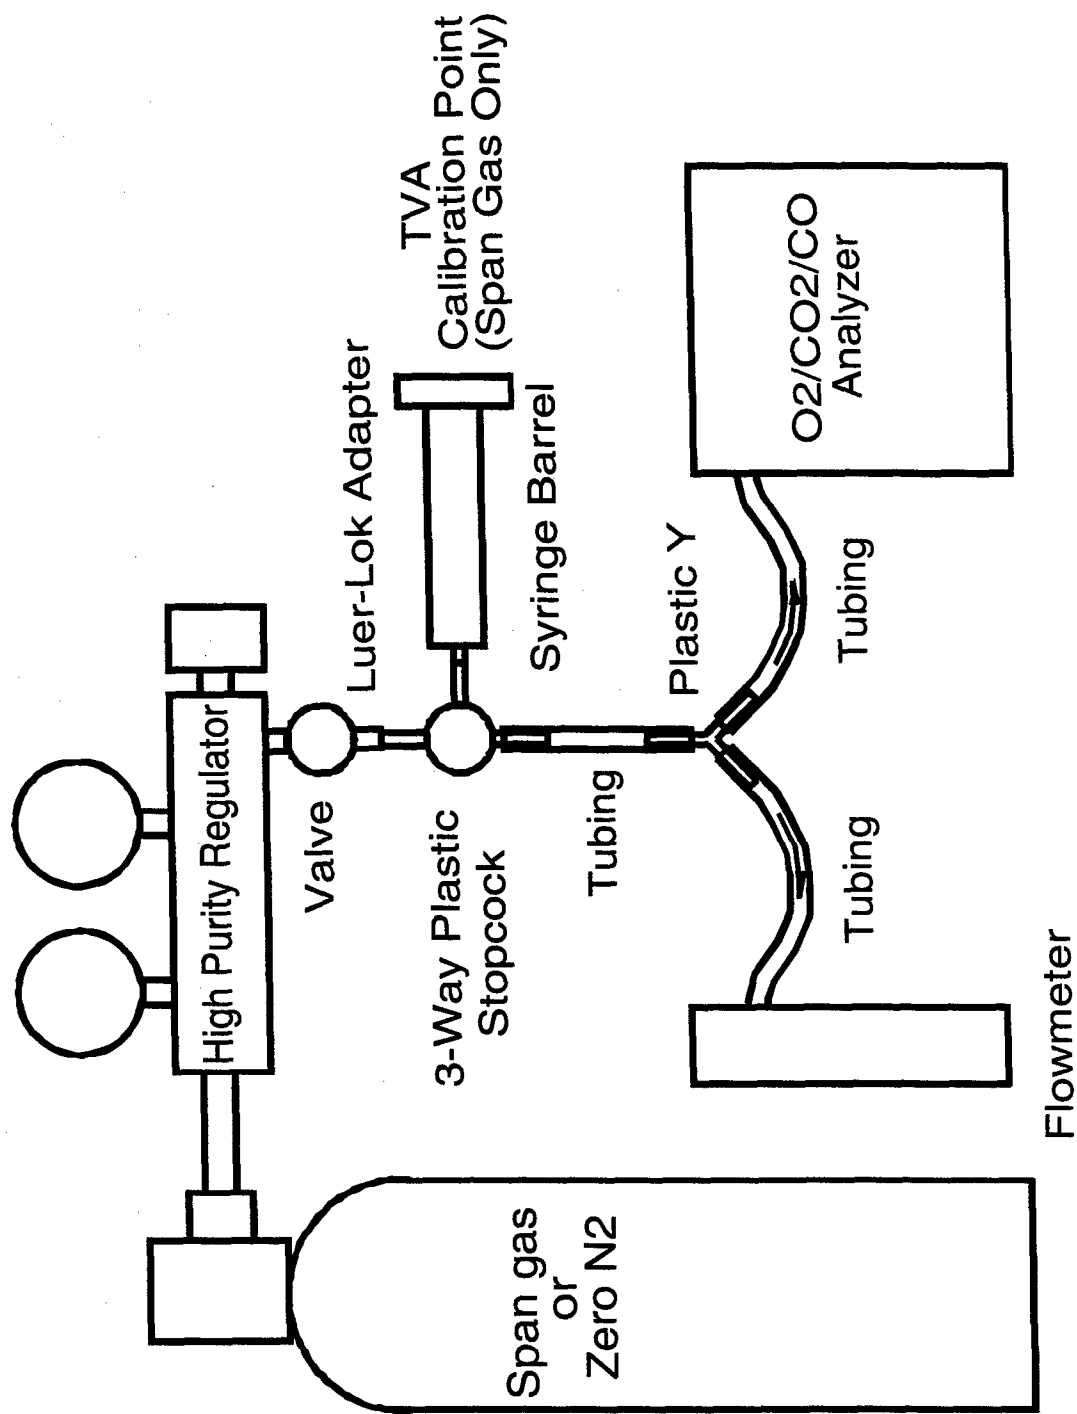 High Purity Regulator
Valve
Luer-Lok Adapter
TVA
Calibration Point
(Span Gas Only)
3-Way Plastic
Stopcock
Syringe Barrel
Span gas
or
Zero N2
Tubing
Plastic Y
Tubing
Tubing
O2/CO2/CO
Analyzer
Flowmeter